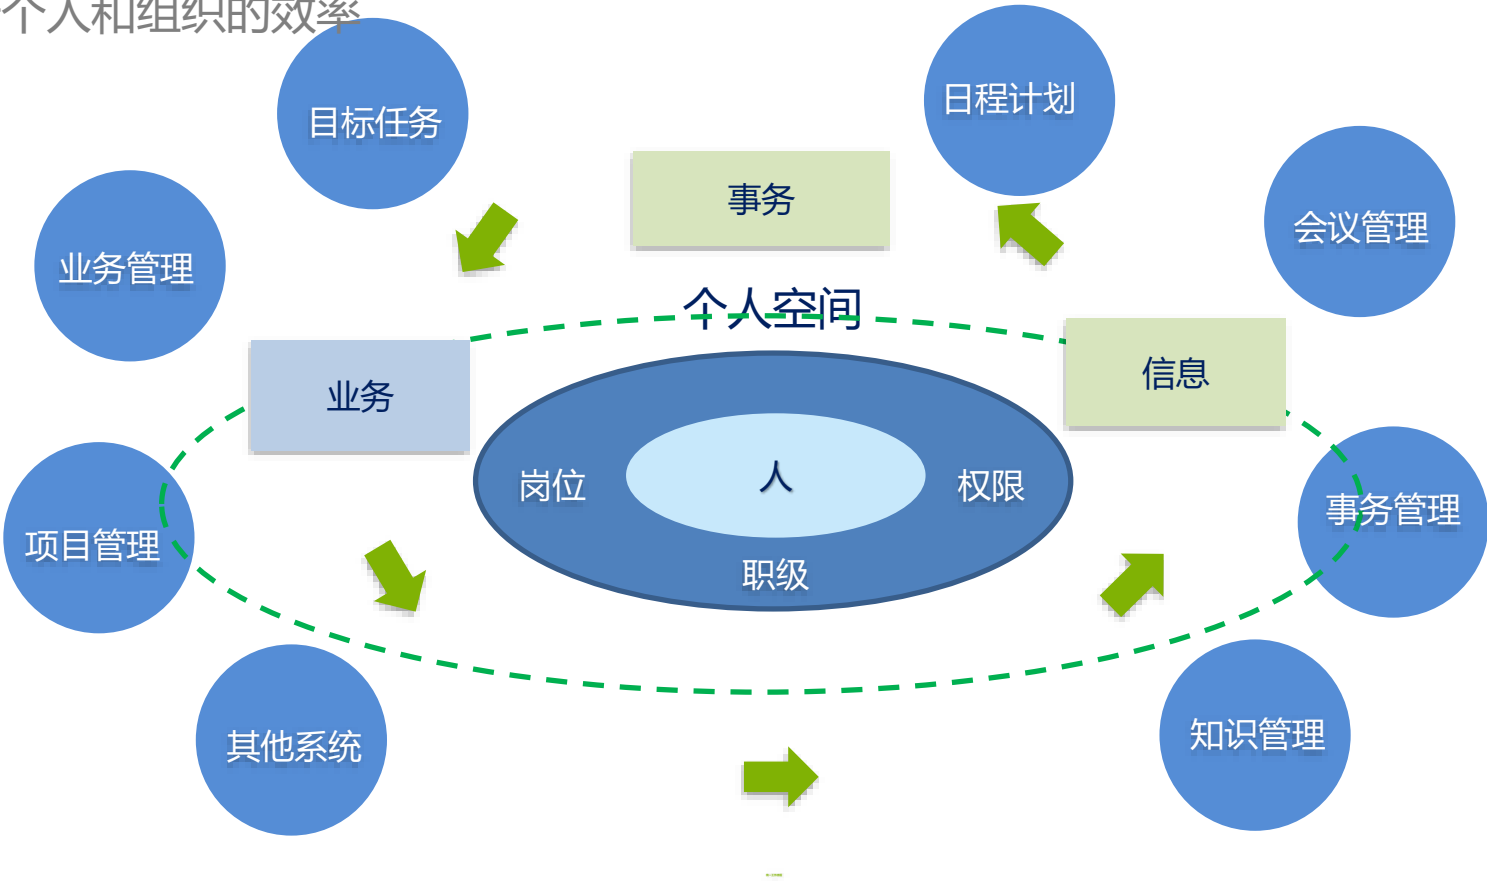 个人和组织的效率
目标任务
日程计划
事务
会议管理
业务管理
个人空间
信息
业务
人
岗位
权限
事务管理
项目管理
职级
其他系统
知识管理